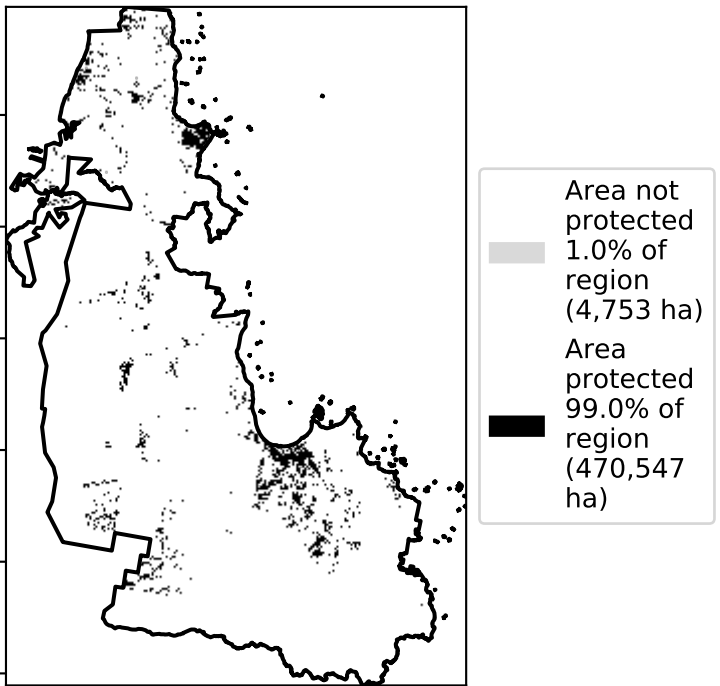 Area not
protected
1.0% of
region
(4,753 ha)
Area
protected
99.0% of
region
(470,547
ha)